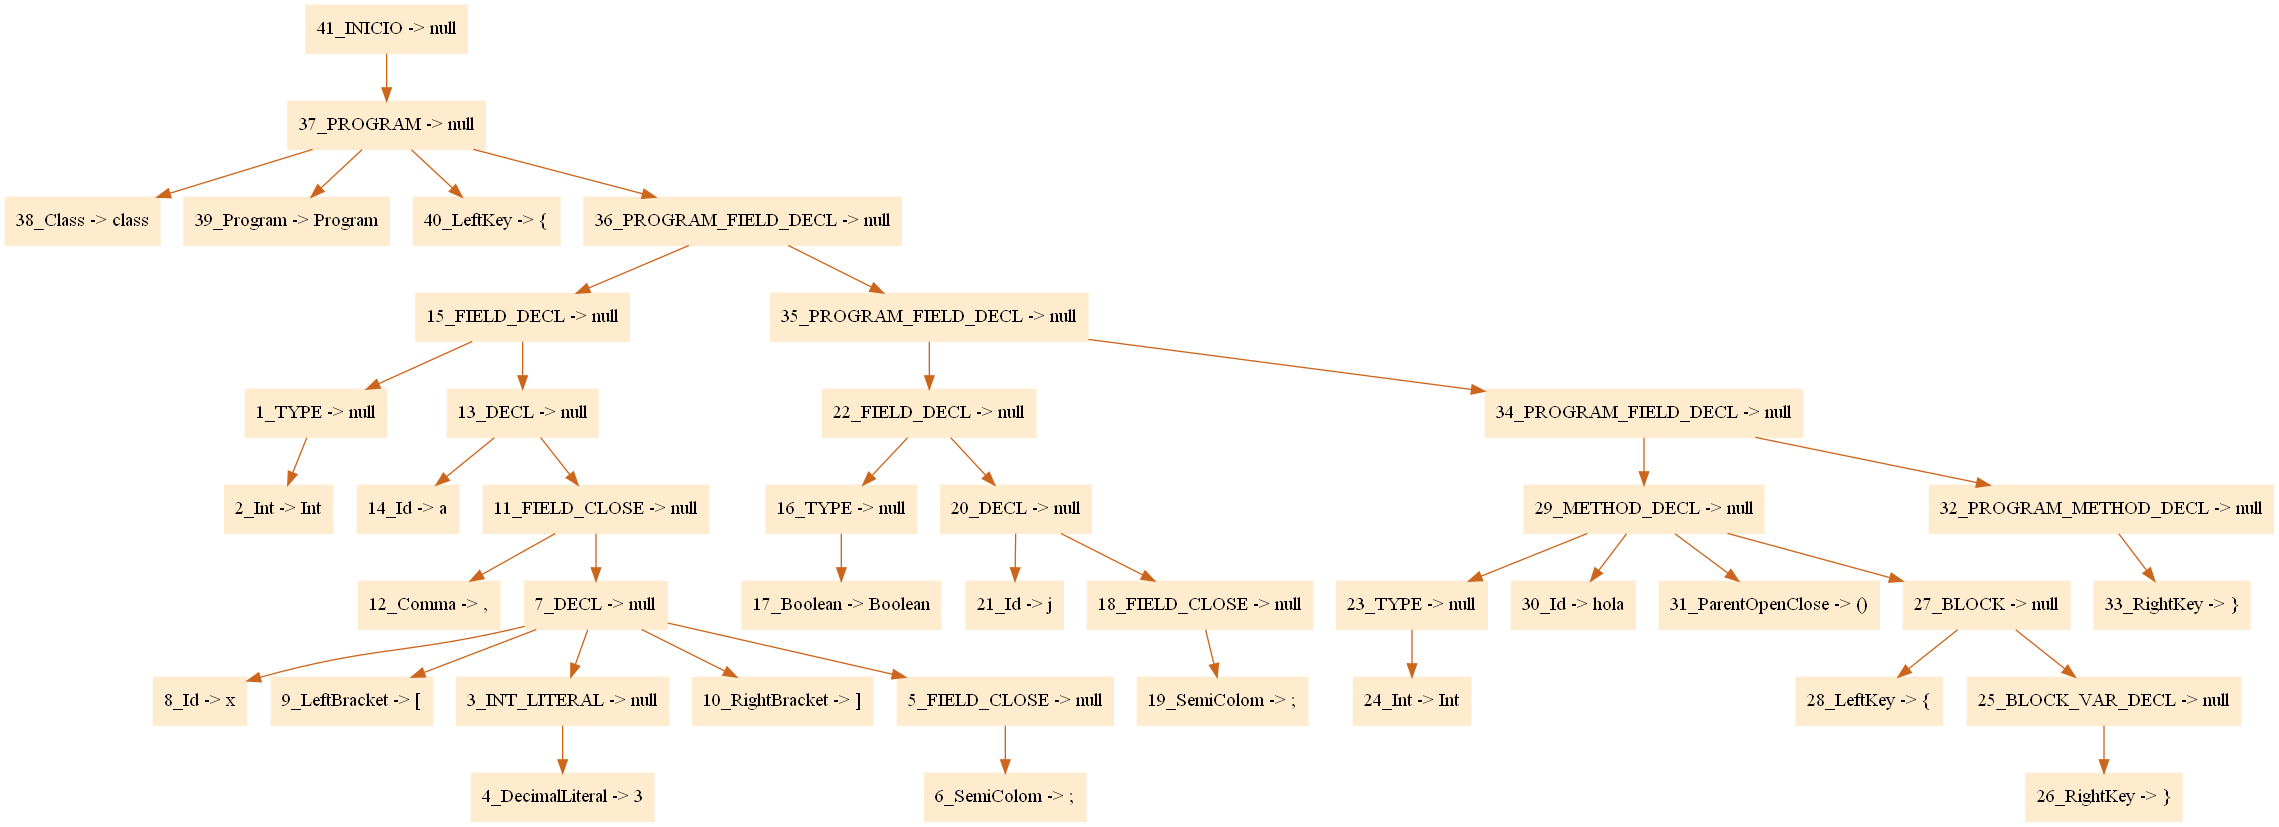 41_INICIO -> null
37_PROGRAM -> null
38_Class -> class
39_Program -> Program
40_LeftKey -> {
36_PROGRAM_FIELD_DECL -> null
15_FIELD_DECL -> null
35_PROGRAM_FIELD_DECL -> null
1_TYPE -> null
13_DECL -> null
22_FIELD_DECL -> null
34_PROGRAM_FIELD_DECL -> null
2_Int -> Int
14_Id -> a
11_FIELD_CLOSE -> null
16_TYPE -> null
20_DECL -> null
29_METHOD_DECL -> null
32_PROGRAM_METHOD_DECL -> null
12_Comma -> ,
7_DECL -> null
17_Boolean -> Boolean
21_Id -> j
18_FIELD_CLOSE -> null
23_TYPE -> null
30_Id -> hola
31_ParentOpenClose -> ()
27_BLOCK -> null
33_RightKey -> }
8_Id -> x
9_LeftBracket -> [
3_INT_LITERAL -> null
10_RightBracket -> ]
5_FIELD_CLOSE -> null
19_SemiColom -> ;
24_Int -> Int
28_LeftKey -> {
25_BLOCK_VAR_DECL -> null
4_DecimalLiteral -> 3
6_SemiColom -> ;
26_RightKey -> }